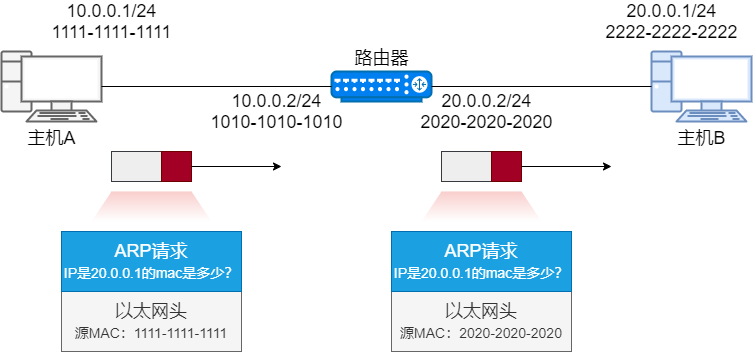 10.0.0.1/24
1111-1111-1111
20.0.0.1/24
2222-2222-2222
路由器
10.0.0.2/24
1010-1010-1010
20.0.0.2/24
2020-2020-2020
主机A
主机B
ARP请求
IP是20.0.0.1的mac是多少？
以太网头
源MAC：1111-1111-1111
ARP请求
IP是20.0.0.1的mac是多少？
以太网头
源MAC：2020-2020-2020